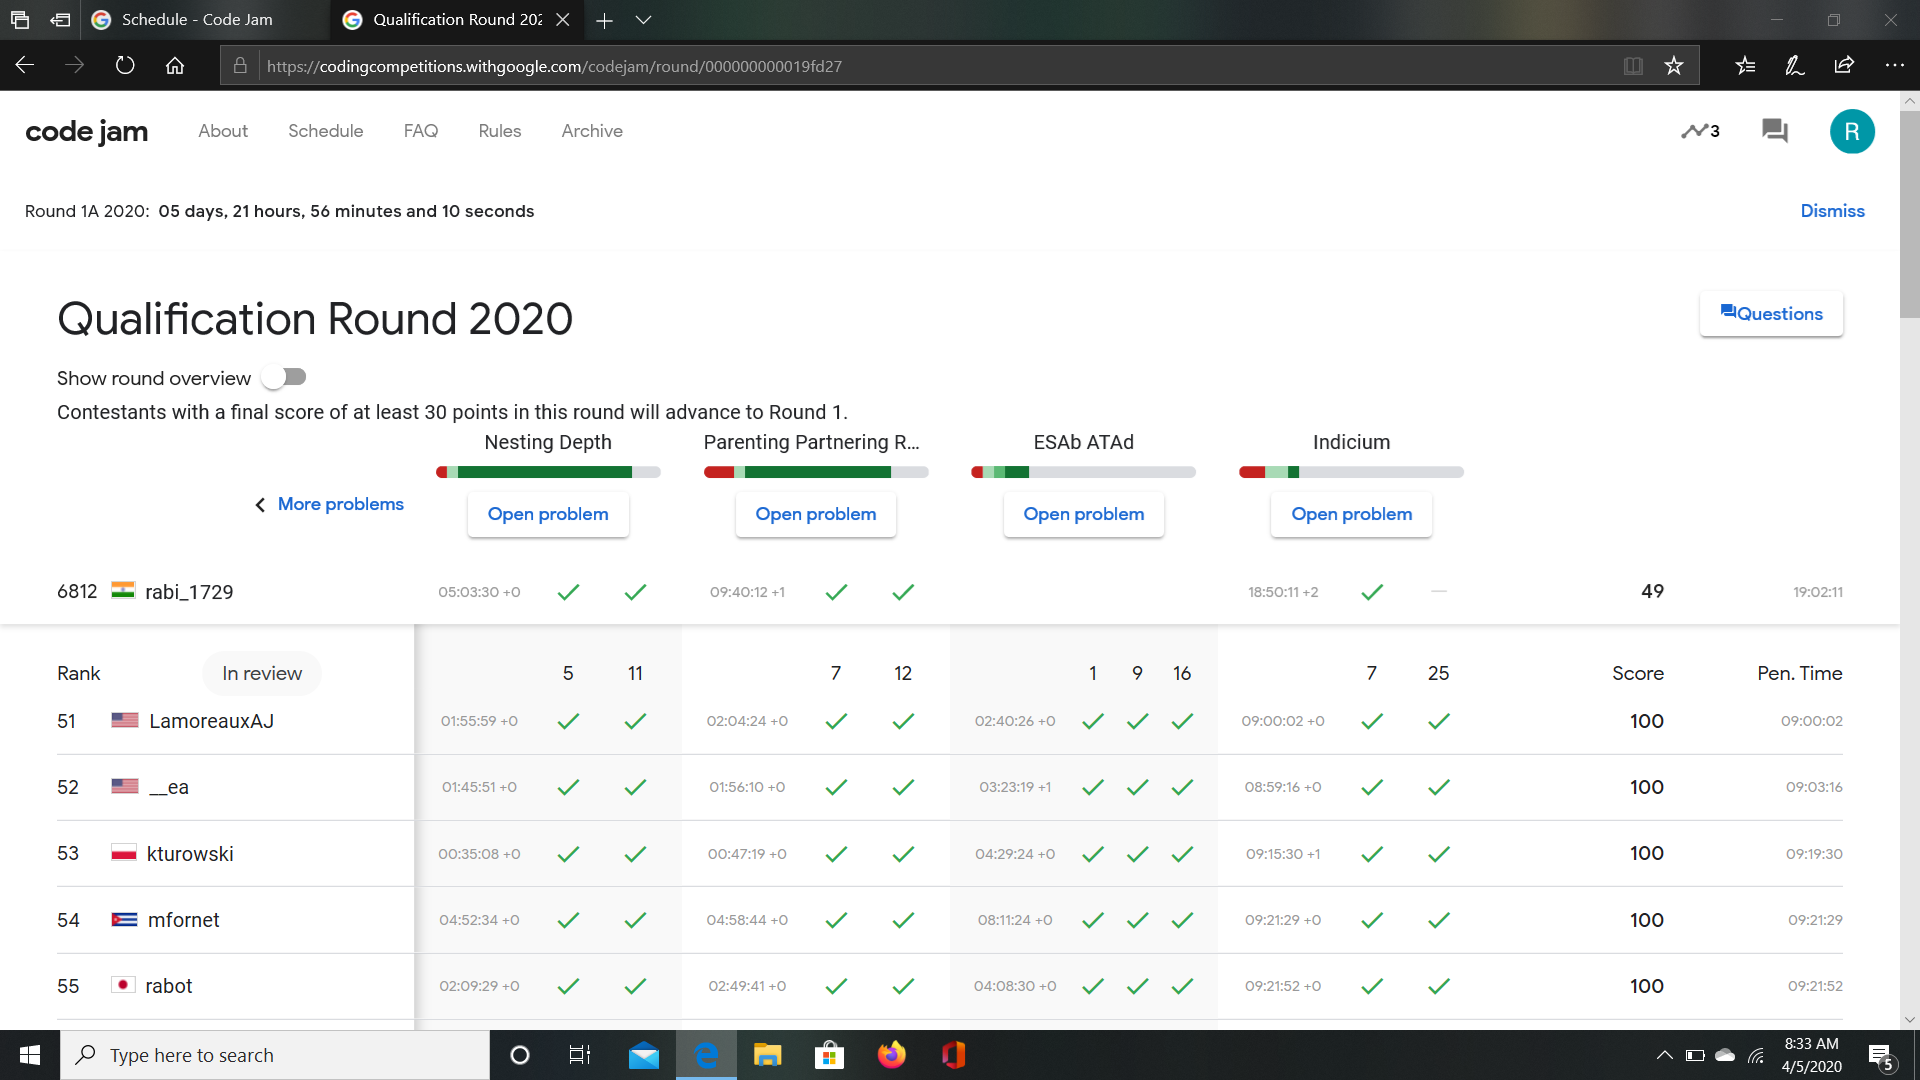 Schedule - Code Jam
Qualification Round 202
https://codingcompetitions.withgoogle.com/codejam/round/000000000019fd27
code jam About Schedule FAQ Rules Archive 3 R
Round 1A 2020: 05 days, 21 hours, 56 minutes and 10 seconds Dismiss
Qualification Round 2020 Questions
Show round overview
Contestants with a final score of at least 30 points in this round will advance to Round 1.
Nesting Depth Parenting Partnering R... ESAb ATAd Indicium
More problems Open problem Open problem Open problem Open problem
6812 rabi_1729 05:03:30 +0 09:40:12 +1 18:50:11 +2 49 19:02:11
Rank In review 5 11 7 12 1 9 16 7 25 Score Pen. Time
51 LamoreauxAJ 01:55:59 +0 02:04:24 +0 02:40:26 +0 09:00:02 +0 100 09:00:02
52 __ea 01:45:51 +0 01:56:10 +0 03:23:19 +1 08:59:16 +0 100 09:03:16
53 kturowski 00:35:08 +0 00:47:19 +0 04:29:24 +0 09:15:30 +1 100 09:19:30
54 mfornet 04:52:34 +0 04:58:44 +0 08:11:24 +0 09:21:29 +0 100 09:21:29
55 rabot 02:09:29 +0 02:49:41 +0 04:08:30 +0 09:21:52 +0 100 09:21:52
Type here to search
8:33 AM
4/5/2020
5